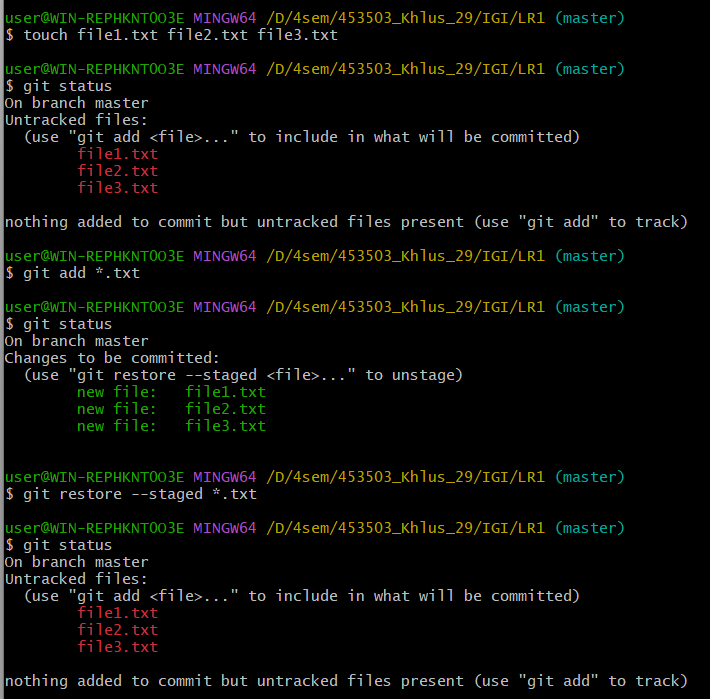 user@WIN-REPHKNTOO3E MINGW64 /D/4sem/453503_Khlus_29/IGI/LR1 (master)
$ touch file1.txt file2.txt file3.txt
user@WIN-REPHKNTOO3E MINGW64 /D/4sem/453503_Khlus_29/IGI/LR1 (master)
$ git status
On branch master
Untracked files:
  (use "git add <file>..." to include in what will be committed)
        file1.txt
        file2.txt
        file3.txt
nothing added to commit but untracked files present (use "git add" to track)
user@WIN-REPHKNTOO3E MINGW64 /D/4sem/453503_Khlus_29/IGI/LR1 (master)
$ git add *.txt
user@WIN-REPHKNTOO3E MINGW64 /D/4sem/453503_Khlus_29/IGI/LR1 (master)
$ git status
On branch master
Changes to be committed:
  (use "git restore --staged <file>..." to unstage)
        new file:   file1.txt
        new file:   file2.txt
        new file:   file3.txt
user@WIN-REPHKNTOO3E MINGW64 /D/4sem/453503_Khlus_29/IGI/LR1 (master)
$ git restore --staged *.txt
user@WIN-REPHKNTOO3E MINGW64 /D/4sem/453503_Khlus_29/IGI/LR1 (master)
$ git status
On branch master
Untracked files:
  (use "git add <file>..." to include in what will be committed)
        file1.txt
        file2.txt
        file3.txt
nothing added to commit but untracked files present (use "git add" to track)